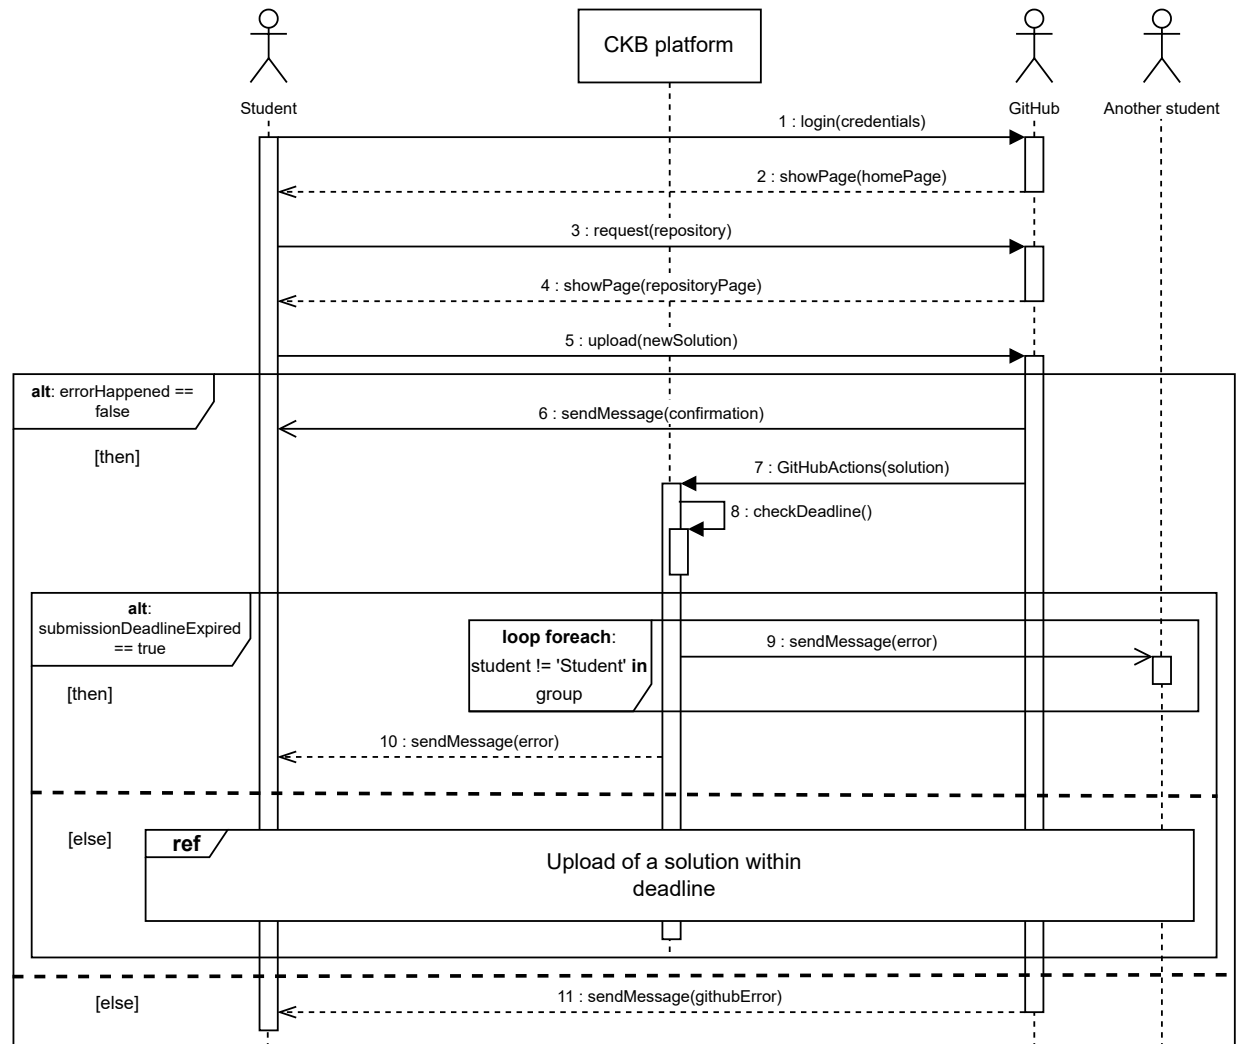 CKB platform
Student
GitHub
Another student
1 : login(credentials)
2 : showPage(homePage)
3 : request(repository)
4 : showPage(repositoryPage)
5 : upload(newSolution)
alt: errorHappened ==
false
6 : sendMessage(confirmation)
[then]
7 : GitHubActions(solution)
8 : checkDeadline()
alt:
submissionDeadlineExpired
== true
loop foreach:
student != 'Student' in
group
9 : sendMessage(error)
[then]
10 : sendMessage(error)
[else]
ref
Upload of a solution within
deadline
[else]
11 : sendMessage(githubError)